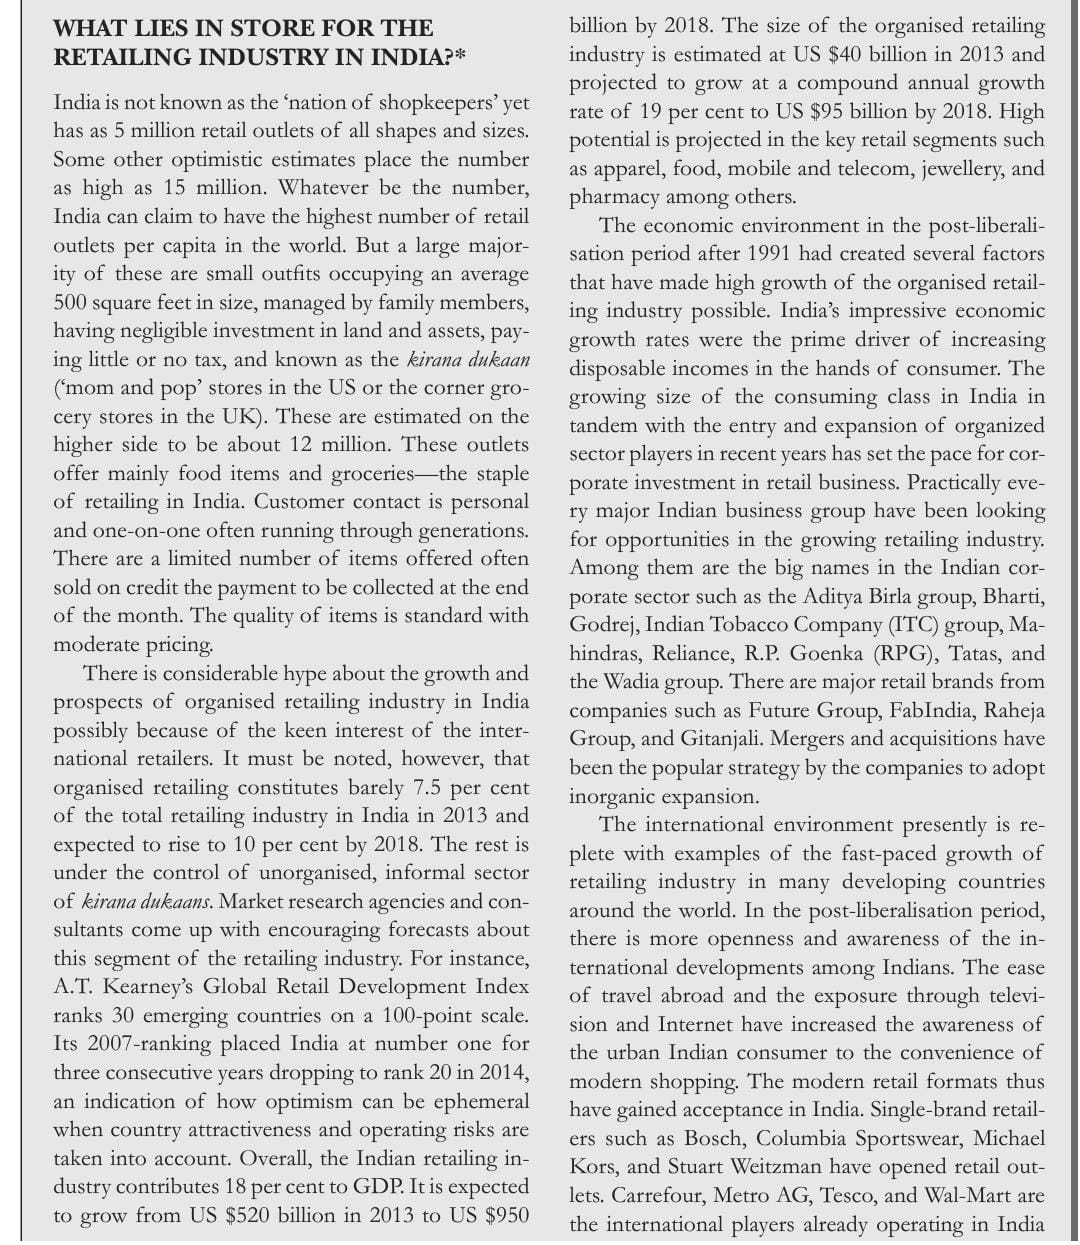 WHAT LIES IN STORE FOR THE
RETAILING INDUSTRY IN INDIA?*
India is not known as the ‘nation of shopkeepers’ yet
has as 5 million retail outlets of all shapes and sizes.
Some other optimistic estimates place the number
as high as 15 million. Whatever be the number,
India can claim to have the highest number of retail
outlets per capita in the world. But a large major-
ity of these are small outfits occupying an average
500 square feet in size, managed by family members,
having negligible investment in land and assets, pay-
ing little or no tax, and known as the kirana dukaan
(‘mom and pop’ stores in the US or the corner gro-
cery stores in the UK). These are estimated on the
higher side to be about 12 million. These outlets
offer mainly food items and groceries—the staple
of retailing in India. Customer contact is personal
and one-on-one often running through generations.
There are a limited number of items offered often
sold on credit the payment to be collected at the end
of the month. The quality of items is standard with
moderate pricing.
There is considerable hype about the growth and
prospects of organised retailing industry in India
possibly because of the keen interest of the inter-
national retailers. It must be noted, however, that
organised retailing constitutes barely 7.5 per cent
of the total retailing industry in India in 2013 and
expected to rise to 10 per cent by 2018. The rest is
under the control of unorganised, informal sector
of kirana dukaans. Market research agencies and con-
sultants come up with encouraging forecasts about
this segment of the retailing industry. For instance,
A.T. Kearney’s Global Retail Development Index
ranks 30 emerging countries on a 100-point scale.
Its 2007-ranking placed India at number one for
three consecutive years dropping to rank 20 in 2014,
an indication of how optimism can be ephemeral
when country attractiveness and operating risks are
taken into account. Overall, the Indian retailing in-
dustry contributes 18 per cent to GDP. It is expected
to grow from US $520 billion in 2013 to US $950
billion by 2018. The size of the organised retailing
industry is estimated at US $40 billion in 2013 and
projected to grow at a compound annual growth
rate of 19 per cent to US $95 billion by 2018. High
potential is projected in the key retail segments such
as apparel, food, mobile and telecom, jewellery, and
pharmacy among others.
The economic environment in the post-liberali-
sation period after 1991 had created several factors
that have made high growth of the organised retail-
ing industry possible. India’s impressive economic
growth rates were the prime driver of increasing
disposable incomes in the hands of consumer. The
growing size of the consuming class in India in
tandem with the entry and expansion of organized
sector players in recent years has set the pace for cor-
porate investment in retail business. Practically eve-
ry major Indian business group have been looking
for opportunities in the growing retailing industry.
Among them are the big names in the Indian cor-
porate sector such as the Aditya Birla group, Bharti,
Godrej, Indian Tobacco Company (ITC) group, Ma-
hindras, Reliance, R.P. Goenka (RPG), Tatas, and
the Wadia group. There are major retail brands from
companies such as Future Group, FabIndia, Raheja
Group, and Gitanjali. Mergers and acquisitions have
been the popular strategy by the companies to adopt
inorganic expansion.
The international environment presently is re-
plete with examples of the fast-paced growth of
retailing industry in many developing countries
around the world. In the post-liberalisation period,
there is more openness and awareness of the in-
ternational developments among Indians. The ease
of travel abroad and the exposure through televi-
sion and Internet have increased the awareness of
the urban Indian consumer to the convenience of
modern shopping. The modern retail formats thus
have gained acceptance in India. Single-brand retail-
ers such as Bosch, Columbia Sportswear, Michael
Kors, and Stuart Weitzman have opened retail out-
lets. Carrefour, Metro AG, Tesco, and Wal-Mart are
the international players already operating in India